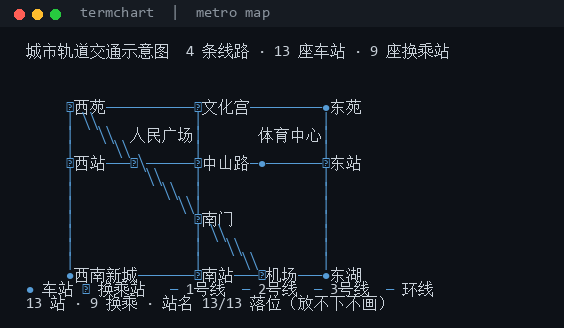 termchart │ metro map
城市轨道交通示意图 4 条线路 · 13 座车站 · 9 座换乘站
西苑 文化宫 东苑
人民广场 体育中心
西站 中山路 东站
南门
西南新城 南站 机场 东湖
● 车站 换乘站 — 1号线 — 2号线 — 3号线 — 环线
13 站 · 9 换乘 · 站名 13/13 落位（放不下不画）